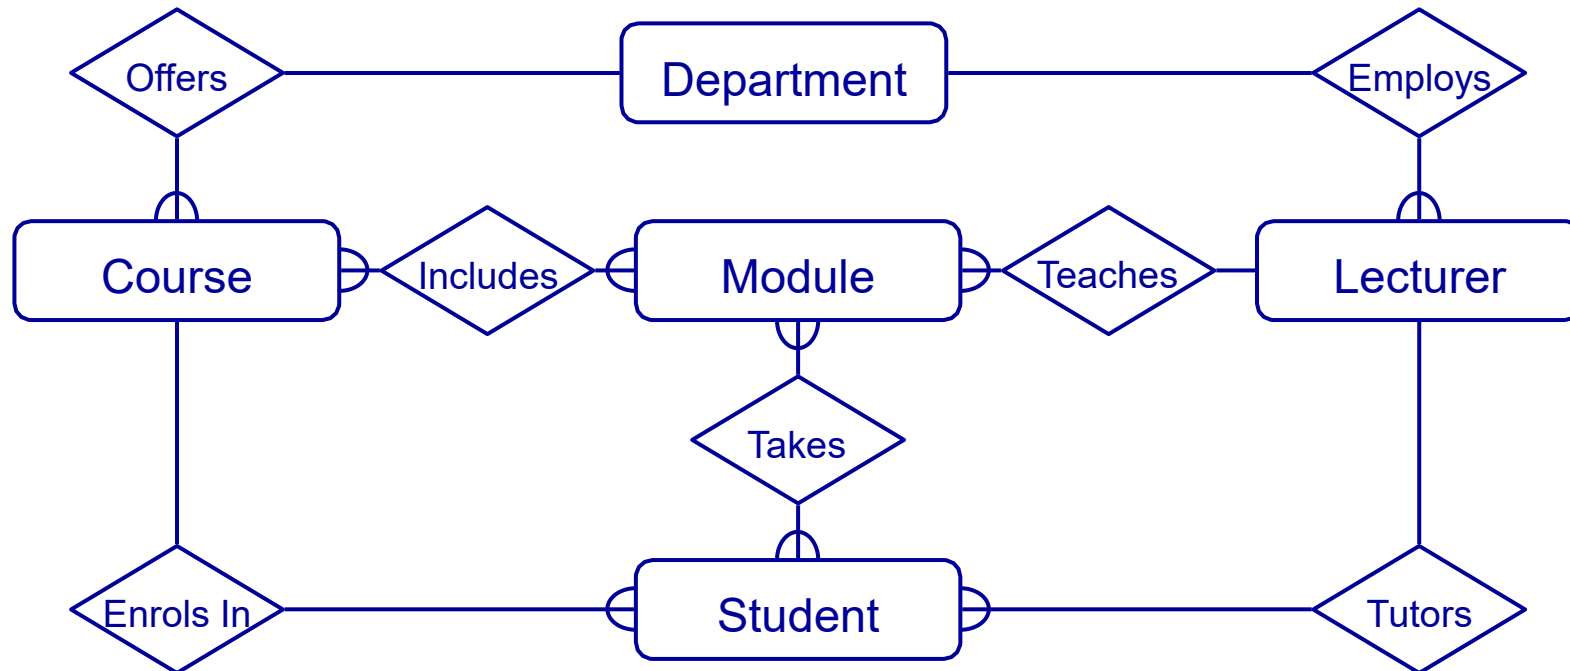 Offers
Department
Employs
Course
Includes
Module
Teaches
Lecturer
Takes
Enrols In
Student
Tutors